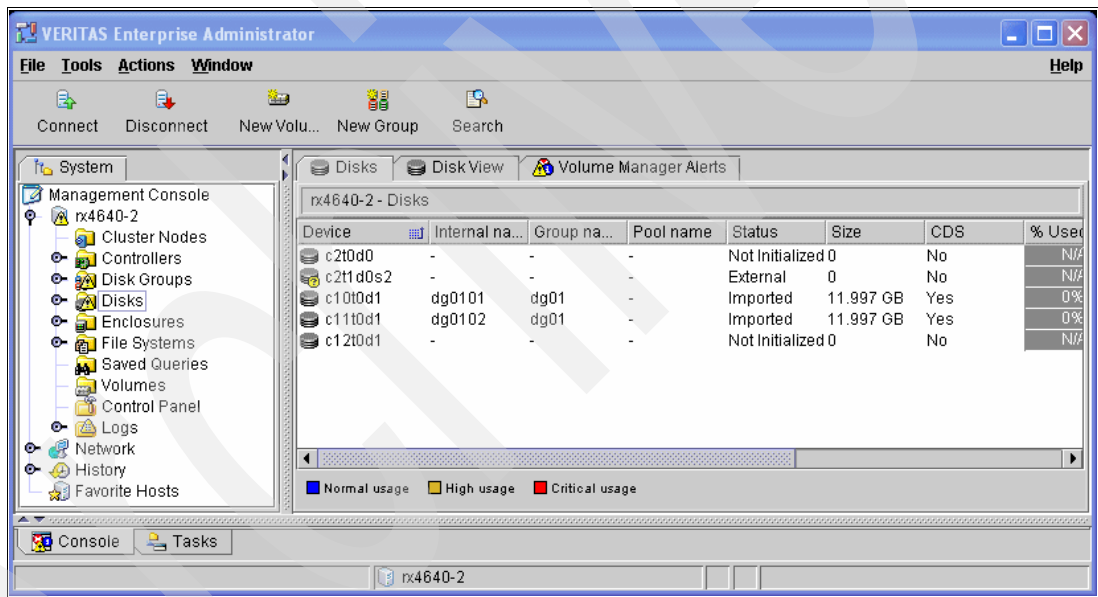 VERITAS Enterprise Administrator
File Tools Actions Window Help
Connect Disconnect New Volu... New Group Search
System
Management Console
rx4640-2
Cluster Nodes
Controllers
Disk Groups
Disks
Enclosures
File Systems
Saved Queries
Volumes
Control Panel
Logs
Network
History
Favorite Hosts
Disks Disk View Volume Manager Alerts
rx4640-2 - Disks
Device Internal na... Group na... Pool name Status Size CDS % Used
c2t0d0 - - - Not Initialized 0 No N/A
c2t1d0s2 - - - External 0 No N/A
c10t0d1 dg0101 dg01 - Imported 11.997 GB Yes 0%
c11t0d1 dg0102 dg01 - Imported 11.997 GB Yes 0%
c12t0d1 - - - Not Initialized 0 No N/A
Normal usage High usage Critical usage
Console Tasks
rx4640-2